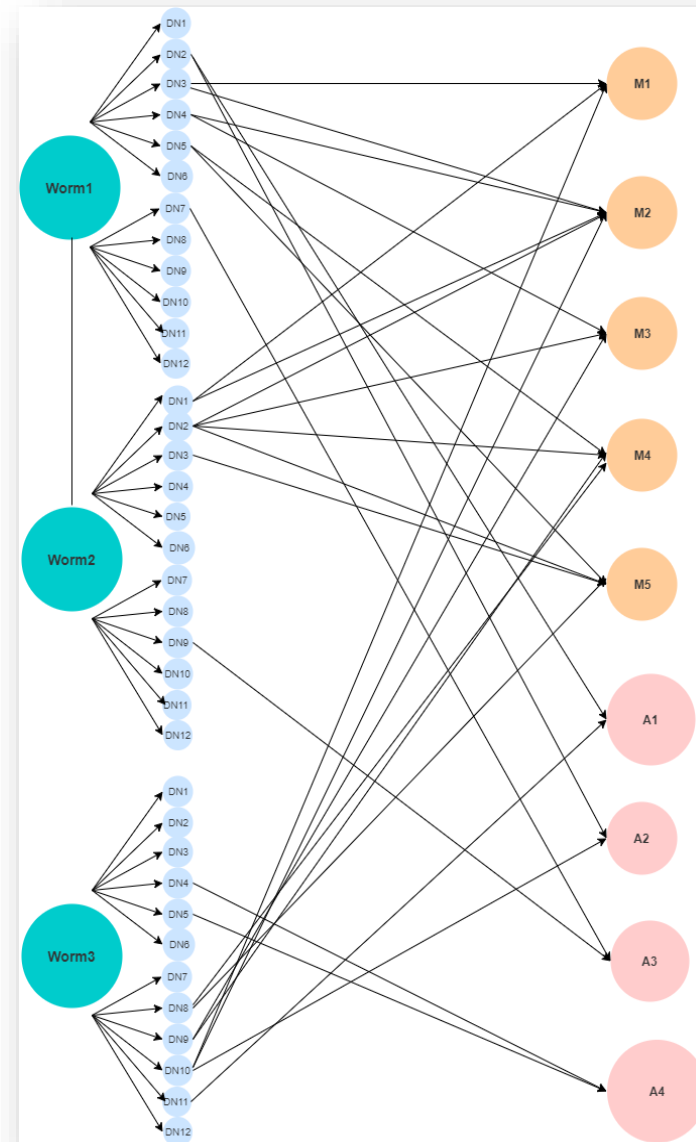 DN1
DN2
DN3
DN4
DN5
DN6
Worm1
DN7
DN8
DN9
DN10
DN11
DN12
DN1
DN2
DN3
DN4
DN5
DN6
Worm2
DN7
DN8
DN9
DN10
DN11
DN12
DN1
DN2
DN3
DN4
DN5
DN6
Worm3
DN7
DN8
DN9
DN10
DN11
DN12
M1
M2
M3
M4
M5
A1
A2
A3
A4